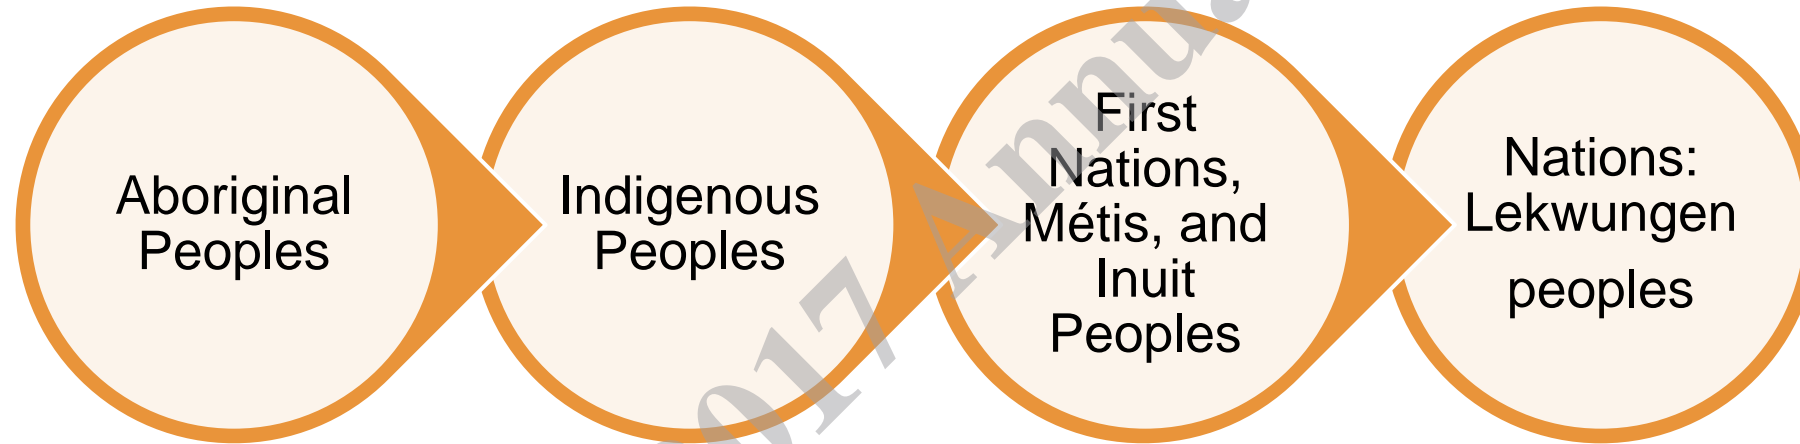 Aboriginal
Peoples
Indigenous
Peoples
First
Nations,
Métis, and
Inuit
Peoples
Nations:
Lekwungen
peoples